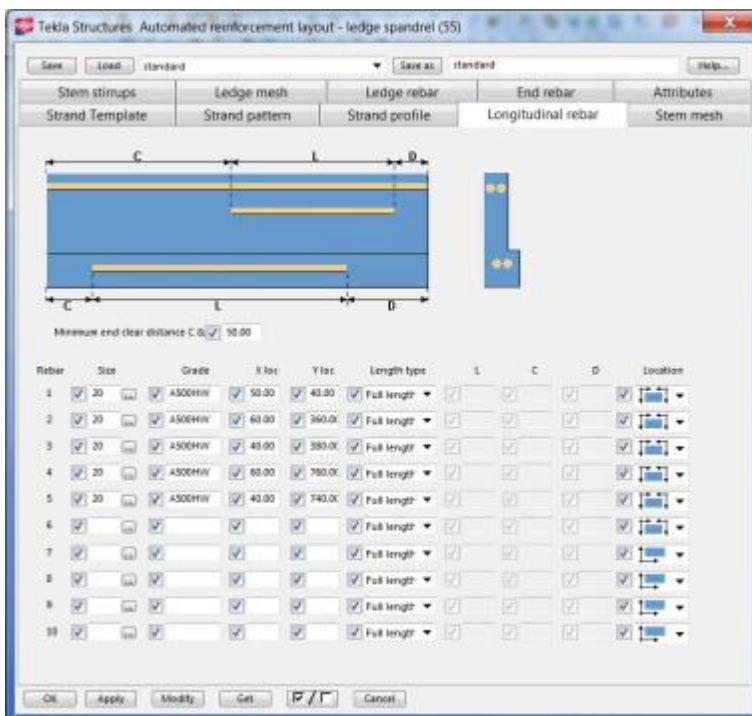 Tekla Structures Automated reinforcement layout - ledge spandrel (55)
Save Load standard Save as standard Help...
Stem stirrups Ledge mesh Ledge rebar End rebar Attributes
Strand Template Strand pattern Strand profile Longitudinal rebar Stem mesh
C L D
C L D
Minimum end clear distance C & 50.00
Rebar Size Grade X loc Y loc Length type L C D Location
1 20 A500HW 50.00 40.00 Full length
2 20 A500HW 60.00 360.00 Full length
3 20 A500HW 40.00 380.00 Full length
4 20 A500HW 60.00 760.00 Full length
5 20 A500HW 40.00 740.00 Full length
6 Full length
7 Full length
8 Full length
9 Full length
10 Full length
OK Apply Modify Get / Cancel